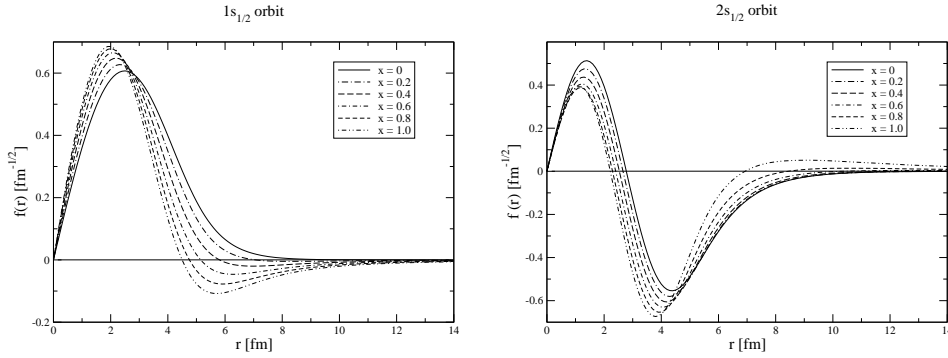 1s1/2 orbit
0.6
0.4
0.2
0
-0.2
f(r) [fm-1/2]
0 2 4 6 8 10 12 14
r [fm]
x = 0
x = 0.2
x = 0.4
x = 0.6
x = 0.8
x = 1.0
2s1/2 orbit
0.4
0.2
0
-0.2
-0.4
-0.6
f (r) [fm-1/2]
0 2 4 6 8 10 12 14
r [fm]
x = 0
x = 0.2
x = 0.4
x = 0.6
x = 0.8
x = 1.0